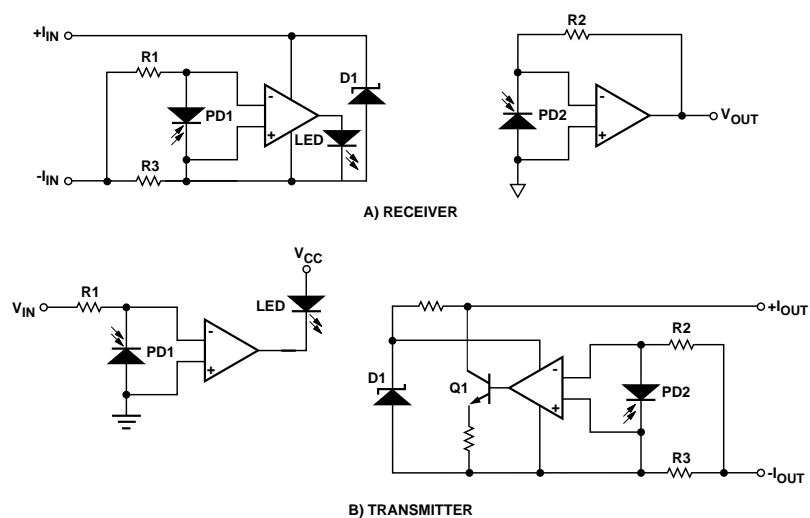 +I_IN
R1
D1
PD1
-
+
LED
R3
-I_IN
R2
PD2
-
+
V_OUT
A) RECEIVER
V_IN
R1
PD1
-
+
V_CC
LED
D1
Q1
-
+
R2
PD2
R3
+I_OUT
-I_OUT
B) TRANSMITTER